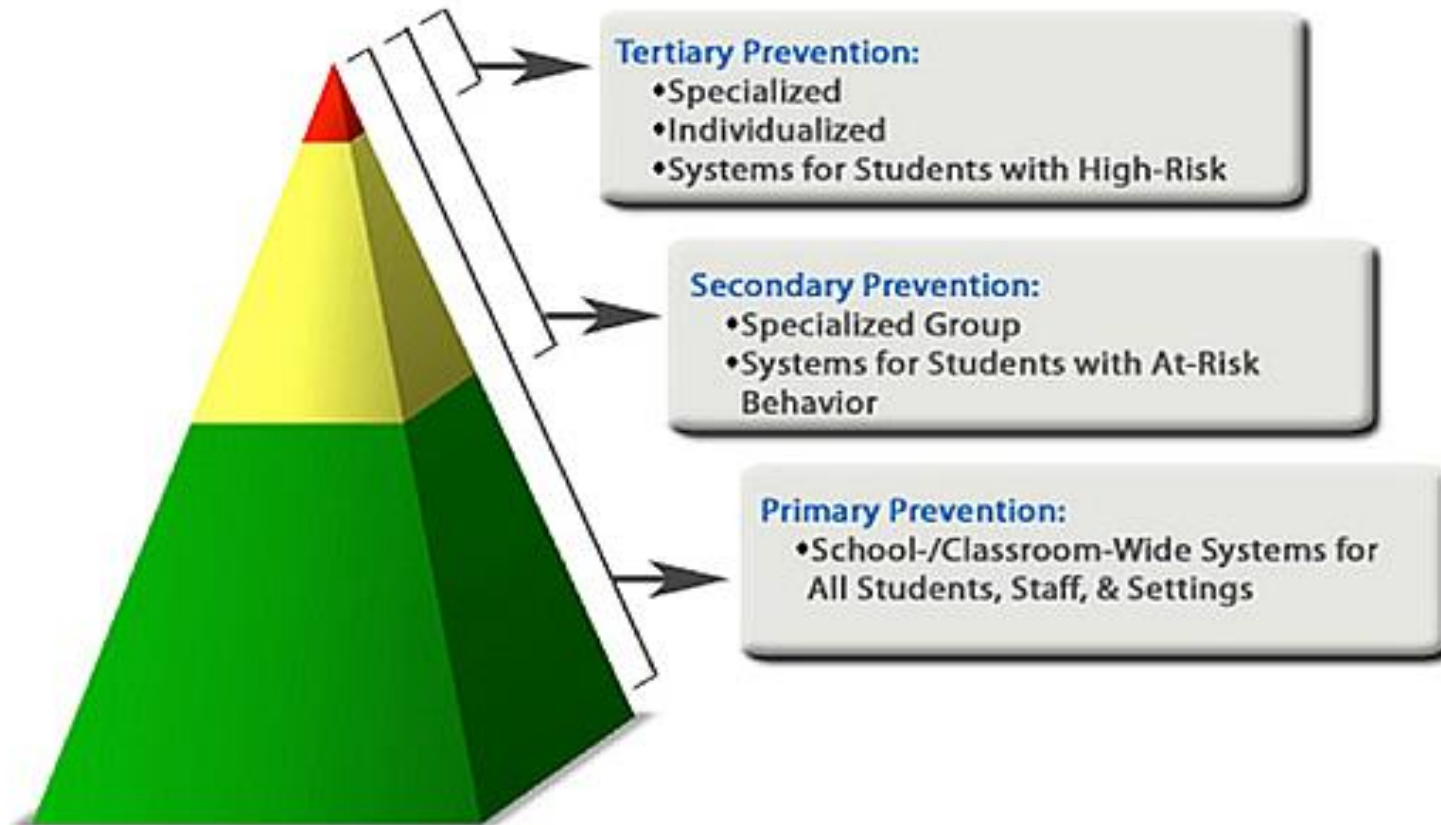 Tertiary Prevention:
•Specialized
•Individualized
•Systems for Students with High-Risk
Secondary Prevention:
•Specialized Group
•Systems for Students with At-Risk
Behavior
Primary Prevention:
•School-/Classroom-Wide Systems for
All Students, Staff, & Settings